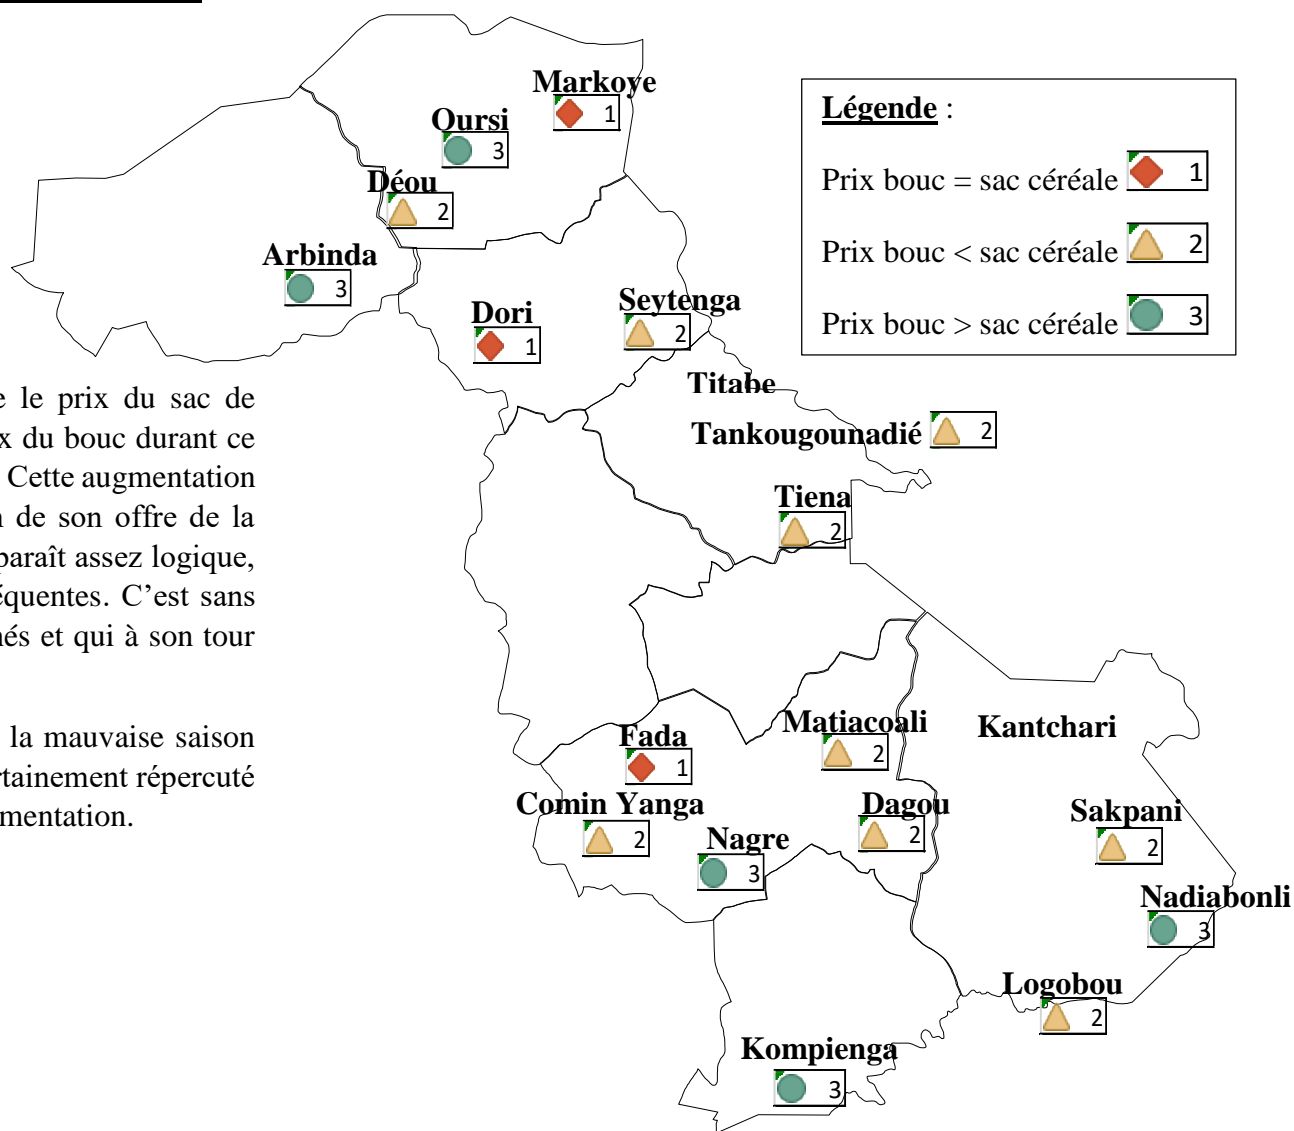 Markoye
1
Oursi
3
Déou
2
Arbinda
3
Dori
1
Seytenga
2
Légende :
Prix bouc = sac céréale 1
Prix bouc < sac céréale 2
Prix bouc > sac céréale 3
Titabe
Tankougounadié 2
Tiena
2
le prix du sac de
x du bouc durant ce
Cette augmentation
n de son offre de la
paraît assez logique,
équentes. C’est sans
nés et qui à son tour
la mauvaise saison
rtainement répercuté
mentation.
Fada
1
Matiacoali
2
Kantchari
Comin Yanga
2
Dagou
2
Nagre
3
Sakpani
2
Nadiabonli
3
Logobou
2
Kompienga
3